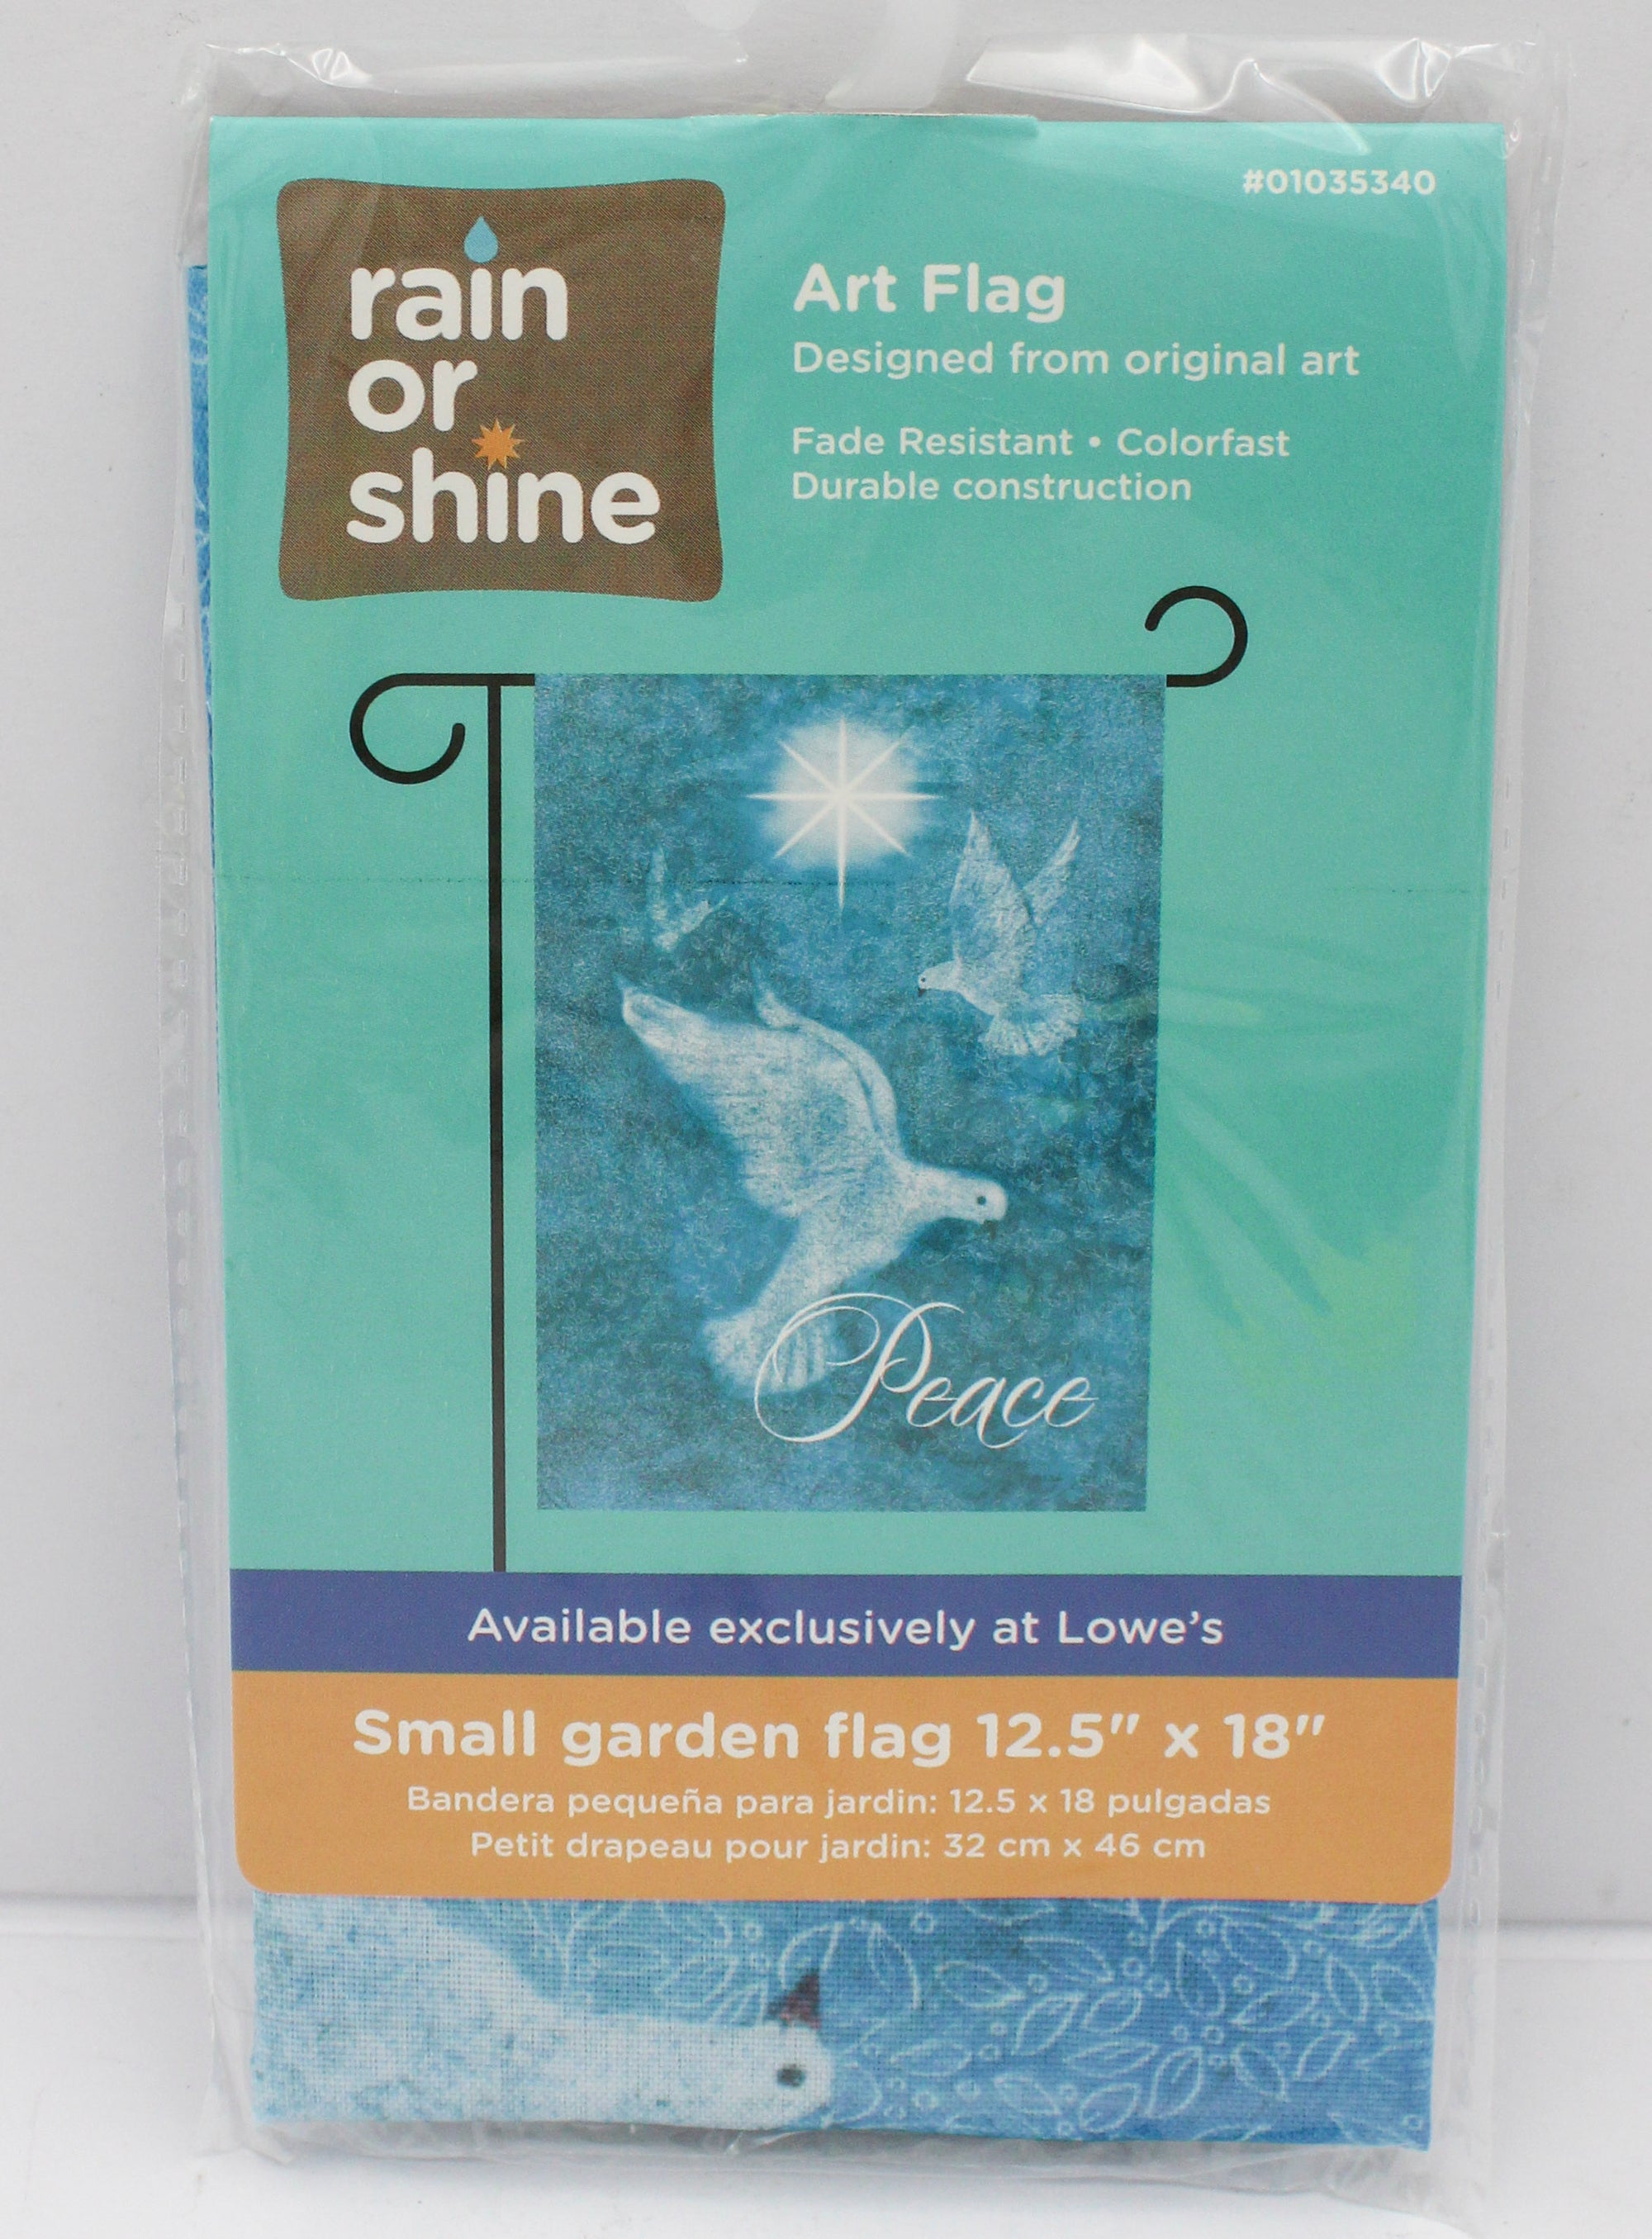 #01035340
rain
or
shine
Art Flag
Designed from original art
Fade Resistant • Colorfast
Durable construction
Peace
Available exclusively at Lowe's
Small garden flag 12.5" x 18"
Bandera pequeña para jardin: 12.5 x 18 pulgadas
Petit drapeau pour jardin: 32 cm x 46 cm